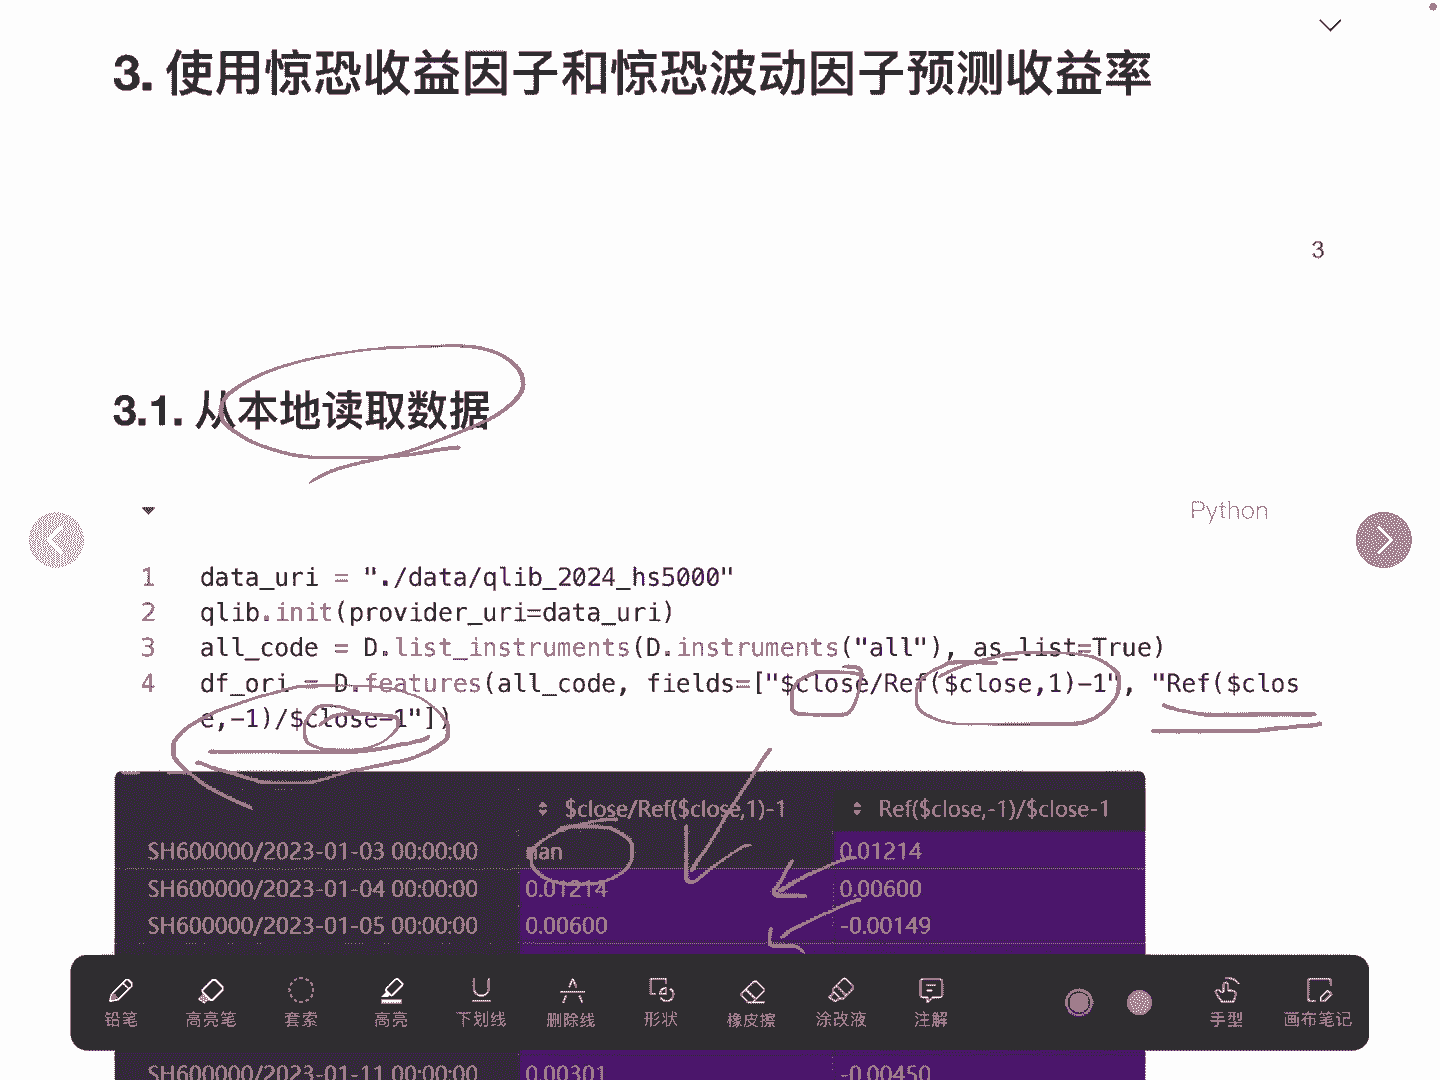 3. 使用惊恐收益因子和惊恐波动因子预测收益率
3
3.1. 从本地读取数据
Python
1 data_uri = "./data/qlib_2024_hs5000"
2 qlib.init(provider_uri=data_uri)
3 all_code = D.list_instruments(D.instruments("all"), as_list=True)
4 df_ori = D.features(all_code, fields=["$close/Ref($close,1)-1", "Ref($clos
e,-1)/$close-1"])
$close/Ref($close,1)-1 Ref($close,-1)/$close-1
SH600000/2023-01-03 00:00:00 nan 0.01214
SH600000/2023-01-04 00:00:00 0.01214 0.00600
SH600000/2023-01-05 00:00:00 0.00600 -0.00149
铅笔 高亮笔 套索 高亮 下划线 删除线 形状 橡皮擦 涂改液 注解 手型 画布笔记
SH600000/2023-01-11 00:00:00 0.00301 -0.00450